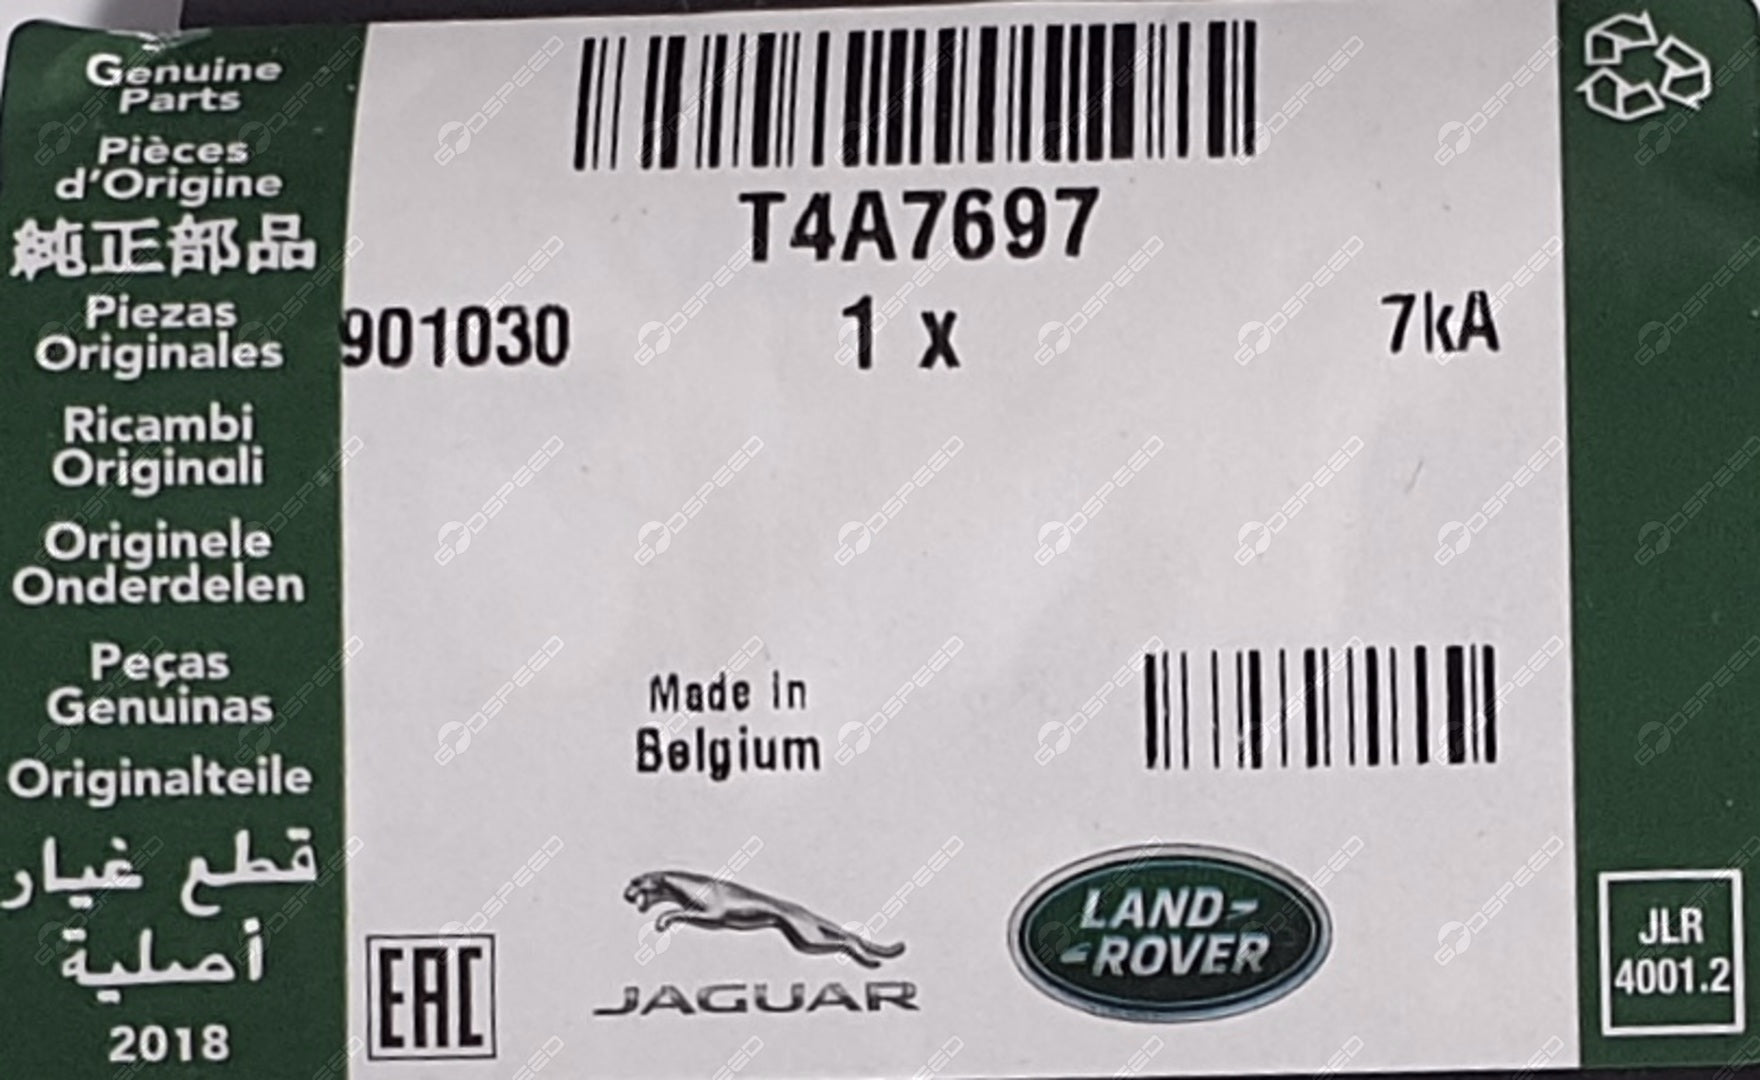 Genuine
Parts
Pièces
d'Origine
純正部品
Piezas
Originales
Ricambi
Originali
Originele
Onderdelen
Peças
Genuinas
Originalteile
قطع غيار
أصلية
2018
T4A7697
901030 1 x 7kA
Made in
Belgium
EAC
JAGUAR
LAND-
-ROVER
JLR
4001.2
GODSPEED